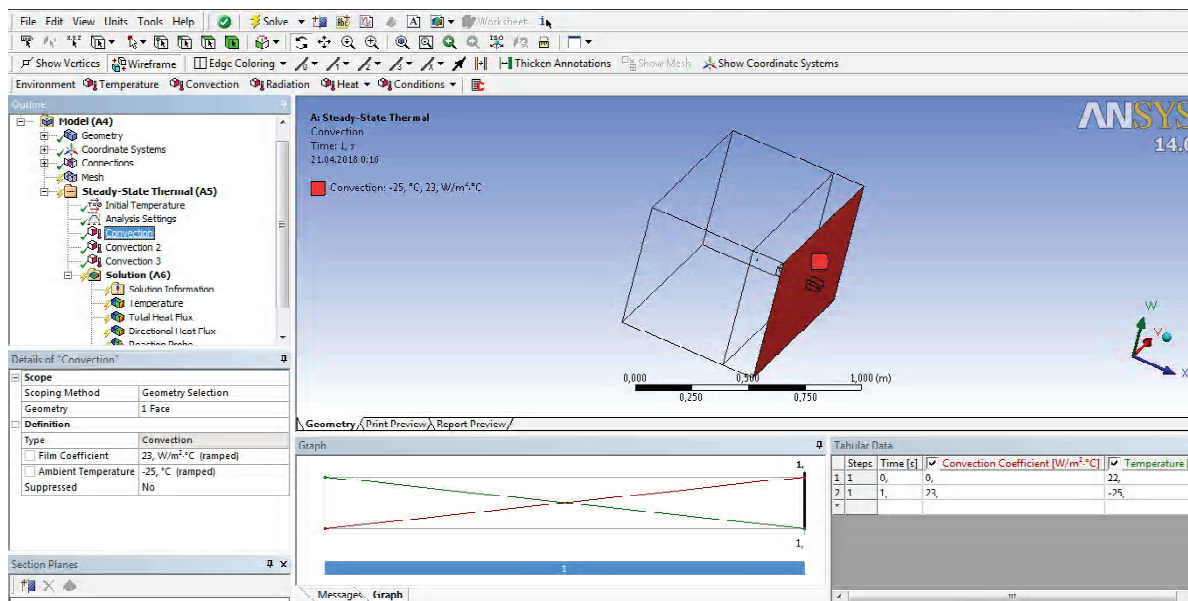 File Edit View Units Tools Help Solve Worksheet
Show Vertices Wireframe Edge Coloring Thicken Annotations Show Mesh Show Coordinate Systems
Environment Temperature Convection Radiation Heat Conditions
Outline
Model (A4)
Geometry
Coordinate Systems
Connections
Mesh
Steady-State Thermal (A5)
Initial Temperature
Analysis Settings
Convection
Convection 2
Convection 3
Solution (A6)
Solution Information
Temperature
Total Heat Flux
Directional Heat Flux
Reaction Probe
Details of "Convection"
Scope
Scoping Method Geometry Selection
Geometry 1 Face
Definition
Type Convection
Film Coefficient 23, W/m²·°C (ramped)
Ambient Temperature -25, °C (ramped)
Suppressed No
Section Planes
A: Steady-State Thermal
Convection
Time: 1, s
21.04.2018 0:16
Convection: -25, °C, 23, W/m²·°C
ANSYS
14.0
W
Y
X
0,000 0,500 1,000 (m)
0,250 0,750
Geometry Print Preview Report Preview
Graph
1,
1,
1
Messages Graph
Tabular Data
Steps Time [s] Convection Coefficient [W/m²·°C] Temperature [
1 1 0, 0, 22,
2 1 1, 23, -25,
*